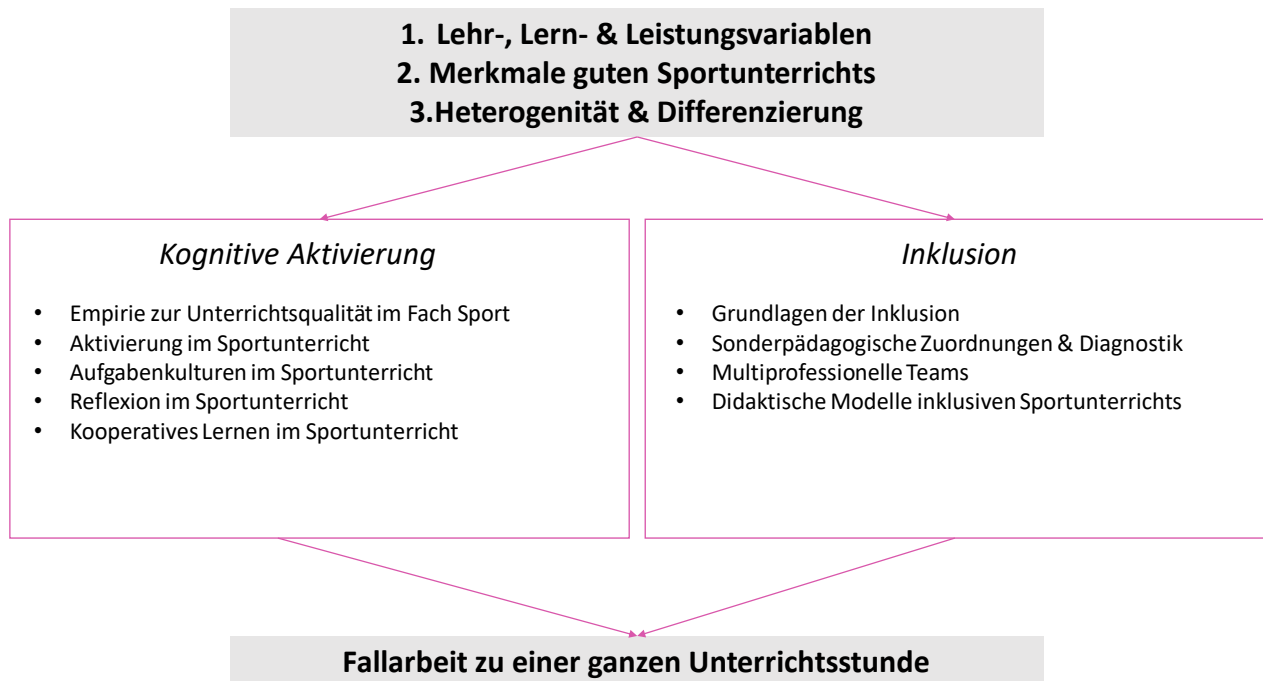 1. Lehr-, Lern- & Leistungsvariablen
2. Merkmale guten Sportunterrichts
3.Heterogenität & Differenzierung
Kognitive Aktivierung
• Empirie zur Unterrichtsqualität im Fach Sport
• Aktivierung im Sportunterricht
• Aufgabenkulturen im Sportunterricht
• Reflexion im Sportunterricht
• Kooperatives Lernen im Sportunterricht
Inklusion
• Grundlagen der Inklusion
• Sonderpädagogische Zuordnungen & Diagnostik
• Multiprofessionelle Teams
• Didaktische Modelle inklusiven Sportunterrichts
Fallarbeit zu einer ganzen Unterrichtsstunde